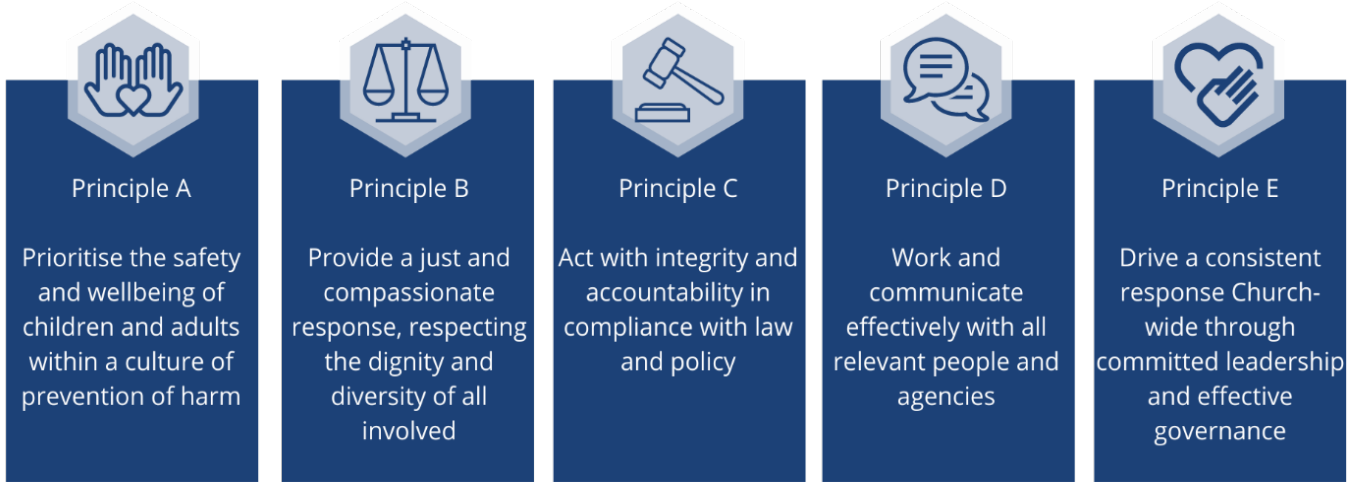 Principle A
Prioritise the safety
and wellbeing of
children and adults
within a culture of
prevention of harm
Principle B
Provide a just and
compassionate
response, respecting
the dignity and
diversity of all
involved
Principle C
Act with integrity and
accountability in
compliance with law
and policy
Principle D
Work and
communicate
effectively with all
relevant people and
agencies
Principle E
Drive a consistent
response Church-
wide through
committed leadership
and effective
governance